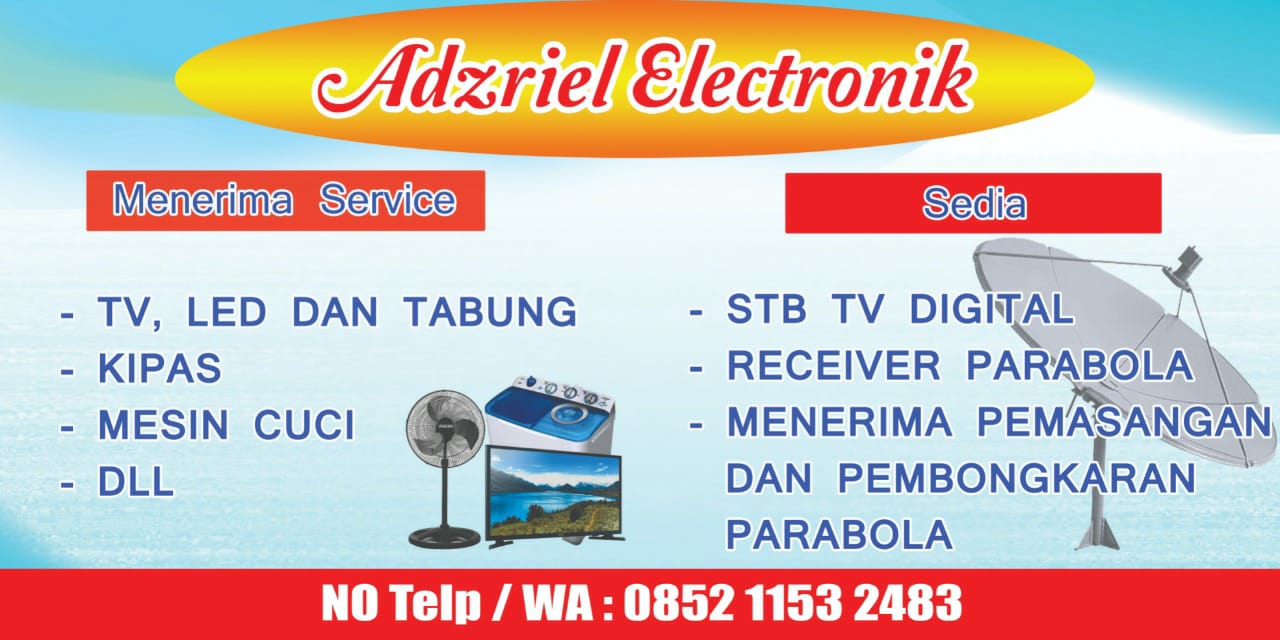 Adzriel Electronik
Menerima Service
- TV, LED DAN TABUNG
- KIPAS
- MESIN CUCI
- DLL
Sedia
- STB TV DIGITAL
- RECEIVER PARABOLA
- MENERIMA PEMASANGAN
DAN PEMBONGKARAN
PARABOLA
NO Telp / WA : 0852 1153 2483